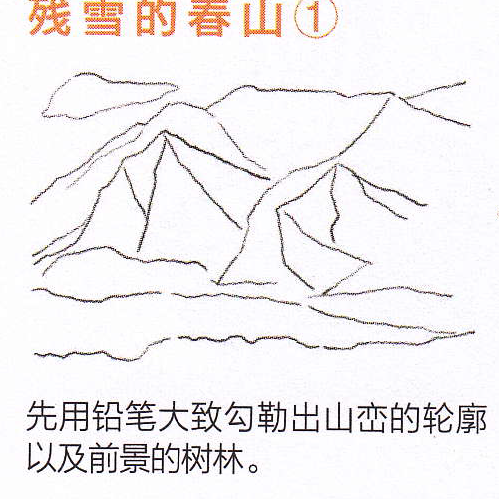 残雪的春山①
先用铅笔大致勾勒出山峦的轮廓
以及前景的树林。